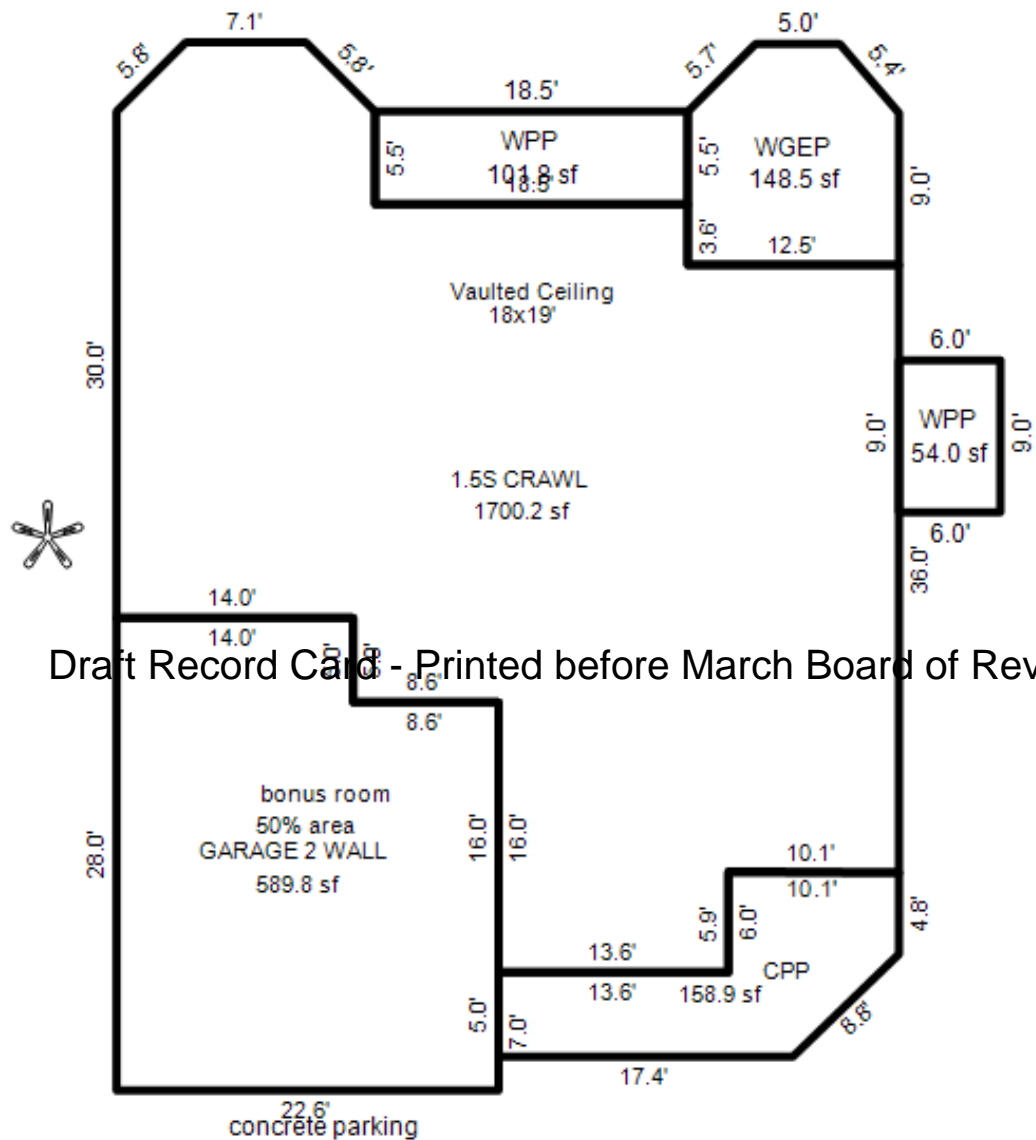 7.1'
5.0'
5.8'
5.8'
5.7'
5.4'
18.5'
WPP
101.8 sf
18.5'
5.5'
5.5'
WGEP
148.5 sf
9.0'
3.6'
12.5'
Vaulted Ceiling
18x19'
6.0'
30.0'
WPP
54.0 sf
9.0'
9.0'
6.0'
1.5S CRAWL
1700.2 sf
36.0'
14.0'
14.0'
Draft Record Card - Printed before March Board of Rev
8.6'
8.6'
bonus room
50% area
GARAGE 2 WALL
589.8 sf
28.0'
16.0'
16.0'
10.1'
10.1'
5.9'
6.0'
4.8'
13.6'
13.6'
CPP
158.9 sf
5.0'
7.0'
8.8'
17.4'
22.6'
concrete parking